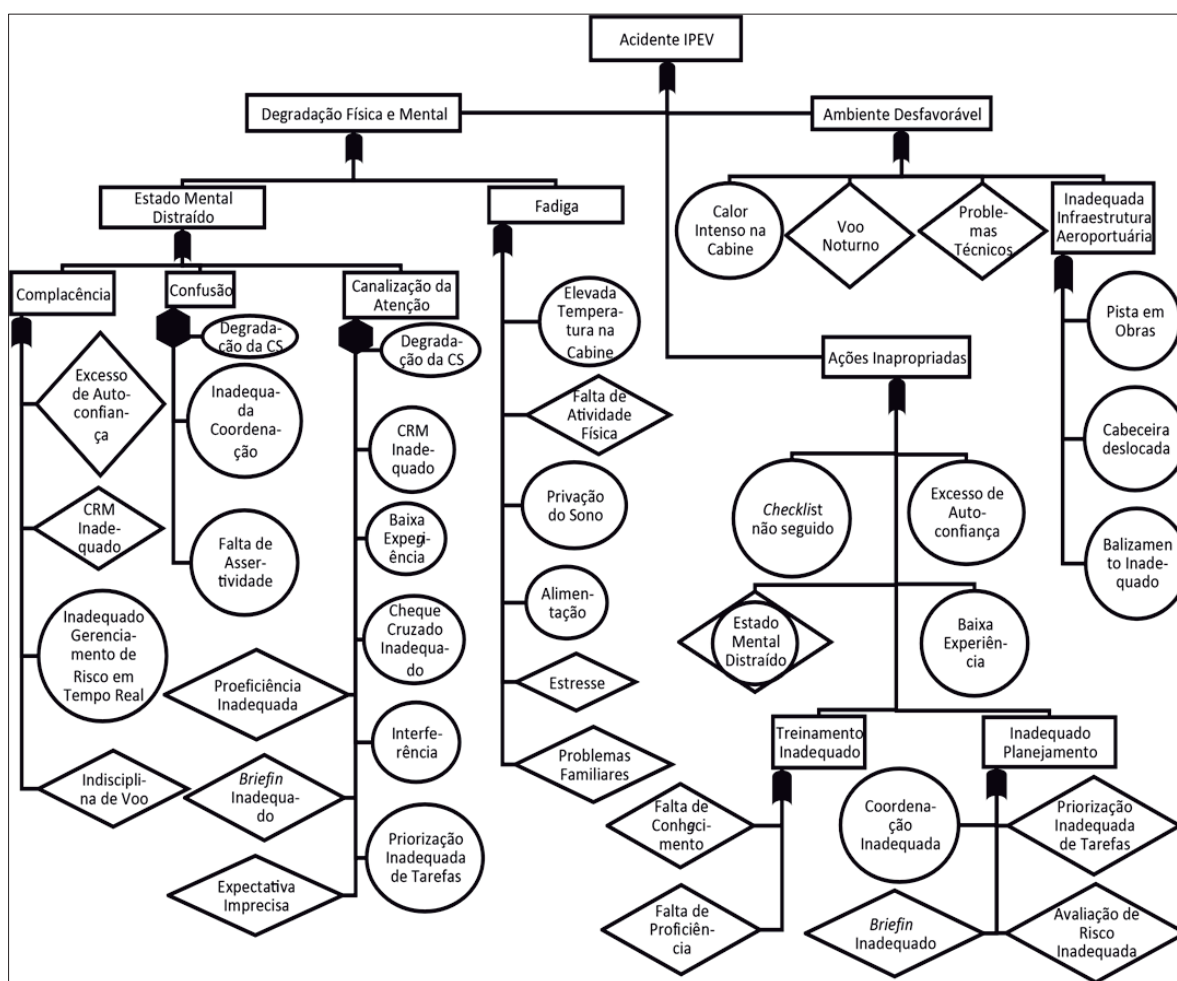 Acidente IPEV
Degradação Física e Mental
Ambiente Desfavorável
Estado Mental
Distraído
Fadiga
Calor
Intenso na
Cabine
Voo
Noturno
Proble-
mas
Técnicos
Inadequada
Infraestrutura
Aeroportuária
Complacência
Confusão
Canalização da
Atenção
Excesso
de Auto-
confian-
ça
CRM
Inade-
quado
Inadequado
Gerencia-
mento de
Risco em
Tempo Real
Indiscipli-
na de Voo
Degrada-
ção da CS
Inadequa-
da
Coordena-
ção
Falta de
Asser-
tividade
Degrada-
ção da CS
CRM
Inade-
quado
Baixa
Experiê-
ência
Cheque
Cruzado
Inadequa-
do
Proeficiência
Inadequada
Interfe-
rência
Briefin
Inadequa-
do
Priorização
Inadequada
de Tarefas
Expectativa
Imprecisa
Elevada
Tempera-
tura na
Cabine
Falta de
Atividade
Física
Privação
do Sono
Alimen-
tação
Estresse
Problemas
Familiares
Ações Inapropriadas
Pista em
Obras
Cabeceira
deslocada
Balizamen
to Inade-
quado
Checklist
não seguido
Excesso de
Auto-
confiança
Estado
Mental
Distraído
Baixa
Experiência
Treinamento
Inadequado
Inadequado
Planejamento
Falta de
Conhgci-
mento
Falta de
Proficiên-
cia
Coordena-
ção
Inadequada
Priorização
Inadequada
de Tarefas
Briefin
Inadequado
Avaliação de
Risco
Inadequada